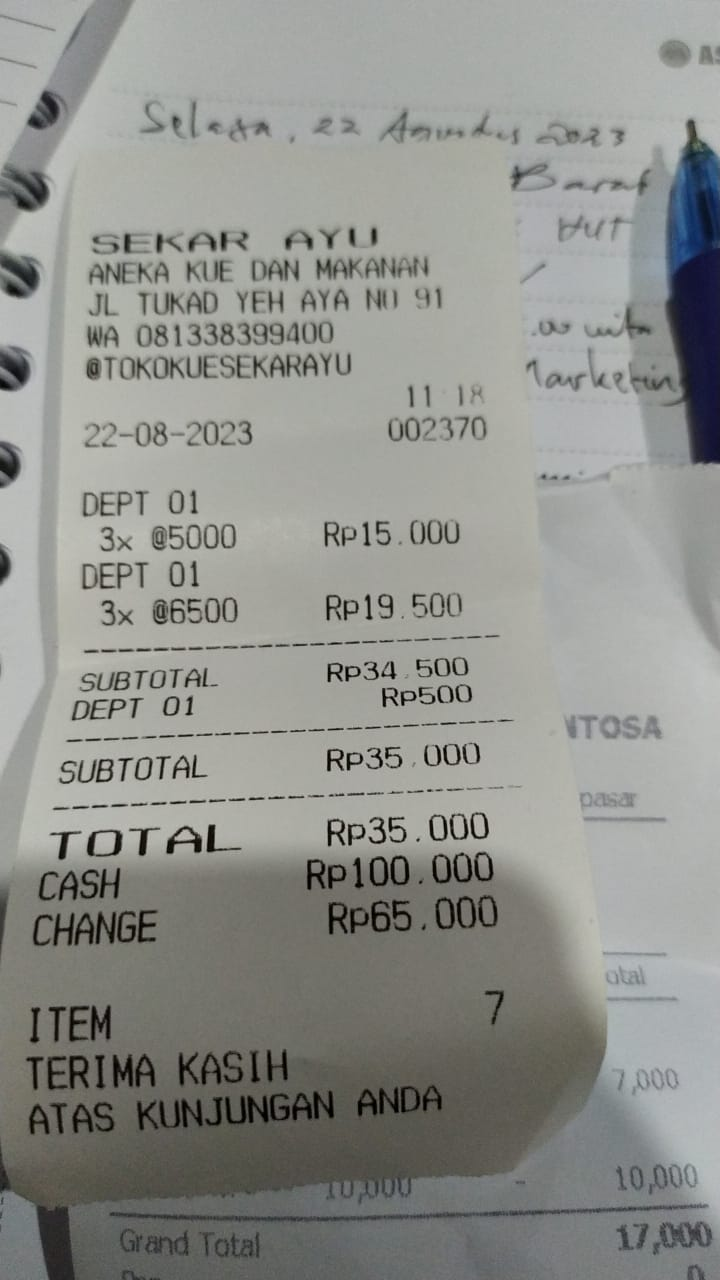 Selasa, 22 Agustus 2023
Barat
HUT
Marketing
SEKAR AYU
ANEKA KUE DAN MAKANAN
JL TUKAD YEH AYA NO 91
WA 081338399400
@TOKOKUESEKARAYU
11:18
22-08-2023 002370
DEPT 01
3x @5000 Rp15.000
DEPT 01
3x @6500 Rp19.500
SUBTOTAL Rp34.500
DEPT 01 Rp500
SUBTOTAL Rp35.000
TOTAL Rp35.000
CASH Rp100.000
CHANGE Rp65.000
ITEM 7
TERIMA KASIH
ATAS KUNJUNGAN ANDA
NTOSA
pasar
otal
7,000
10,000 - 10,000
Grand Total 17,000